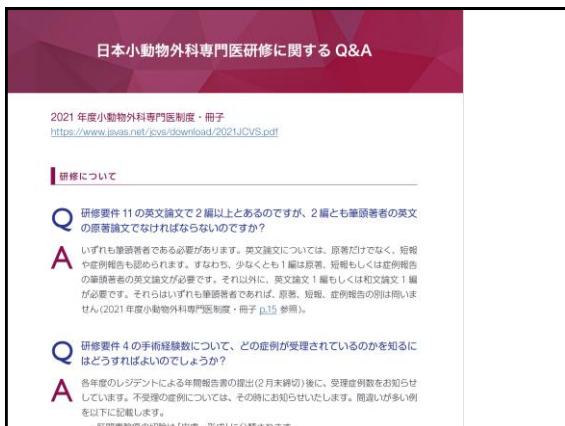 日本小動物外科専門医研修に関する Q&A
2021 年度小動物外科専門医制度・冊子
https://www.jsvas.net/jcvs/download/2021JCVS.pdf
研修について
Q 研修要件 11 の英文論文で 2 編以上とあるのですが、2 編とも筆頭著者の英文
の原著論文でなければならないのですか？
A いずれも筆頭著者である必要があります。英文論文については、原著だけでなく、短報
や症例報告も認められます。すなわち、少なくとも 1 編は原著、短報もしくは症例報告
の筆頭著者の英文論文が必要です。それ以外に、英文論文 1 編もしくは和文論文 1 編
が必要です。それらはいずれも筆頭著者であれば、原著、短報、症例報告の別は問いま
せん(2021 年度小動物外科専門医制度・冊子 p.15 参照)。
Q 研修要件 4 の手術経験数について、どの症例が受理されているのかを知るに
はどうすればよいのでしょうか？
A 各年度のレジデントによる年間報告書の提出(2 月末締切)後に、受理症例数をお知らせ
しています。不受理の症例については、その時にお知らせいたします。間違いが多い例
を以下に記載します。